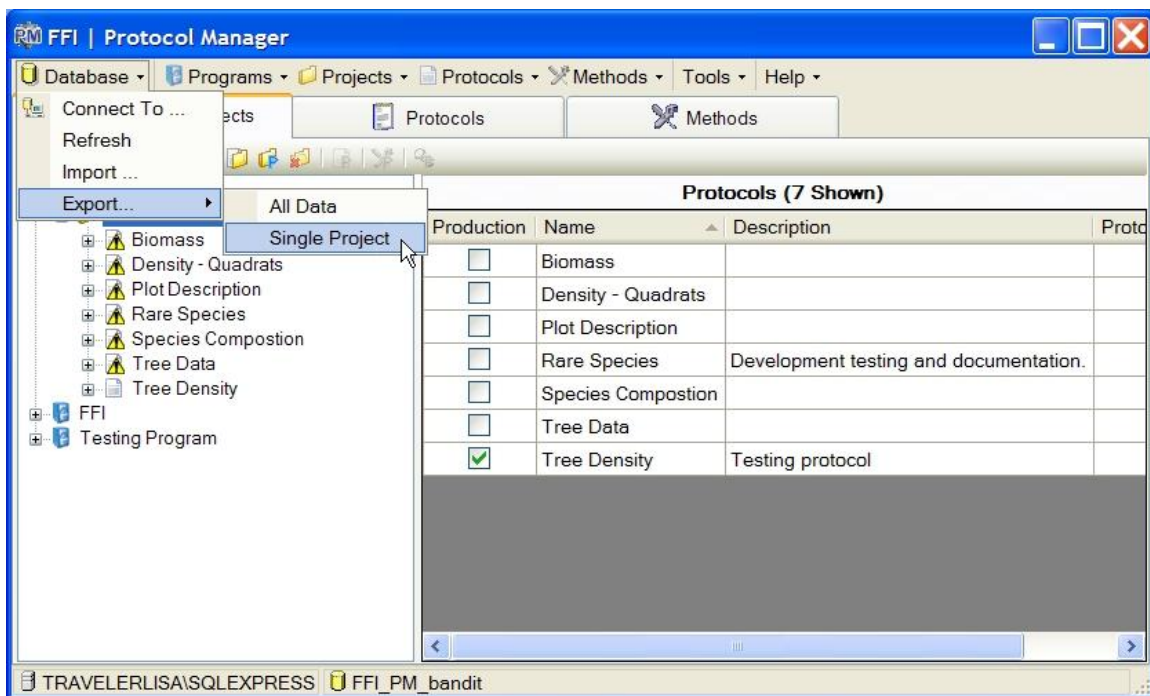 FFI | Protocol Manager
Database Programs Projects Protocols Methods Tools Help
Connect To ... ects Protocols Methods
Refresh
Import ...
Export... All Data Protocols (7 Shown)
Single Project Production Name Description Proto
Biomass Biomass
Density - Quadrats Density - Quadrats
Plot Description Plot Description
Rare Species Rare Species Development testing and documentation.
Species Compostion Species Compostion
Tree Data Tree Data
Tree Density Tree Density Testing protocol
FFI
Testing Program
TRAVELERLISA\SQLEXPRESS FFI_PM_bandit